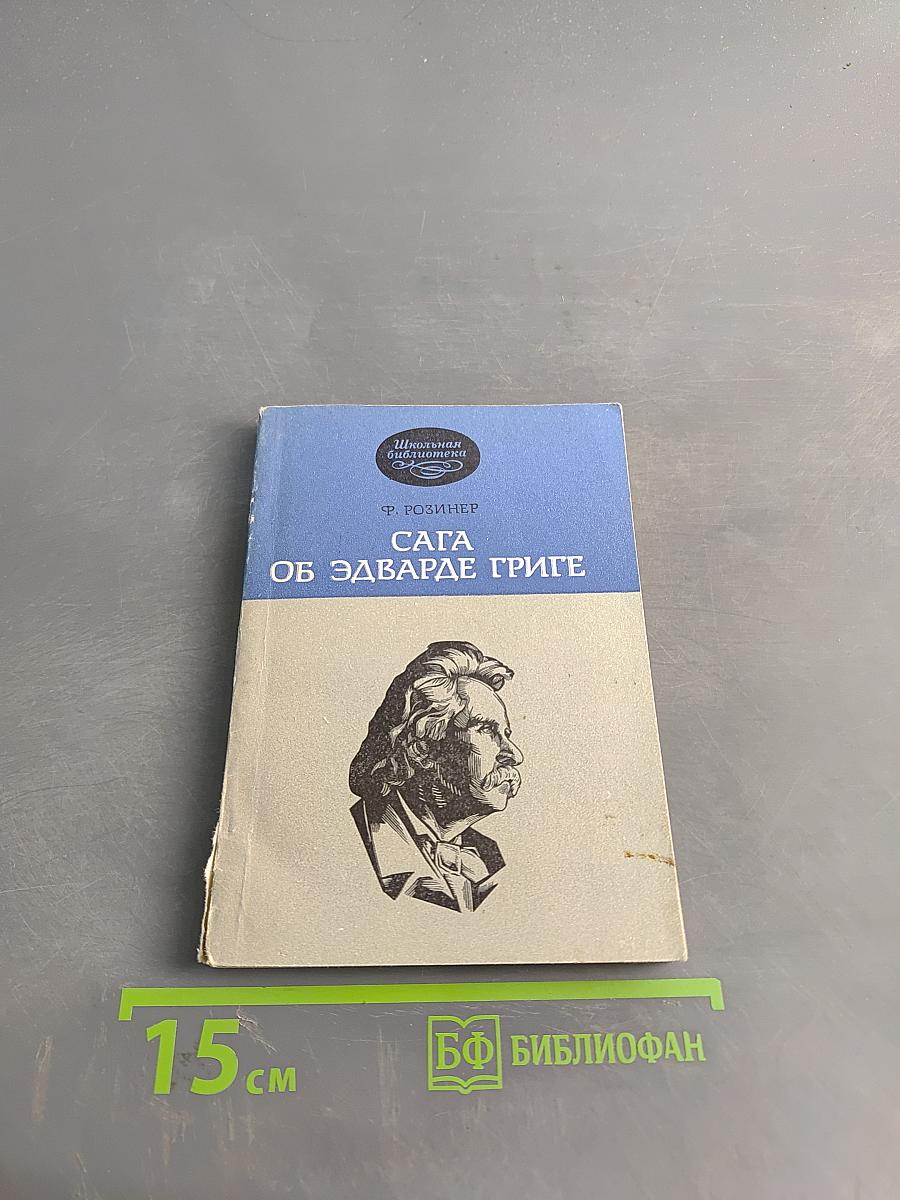 Школьная
библиотека
Ф. РОЗИНЕР
САГА
ОБ ЭДВАРДЕ ГРИГЕ
15 см
БФ БИБЛИОФАН